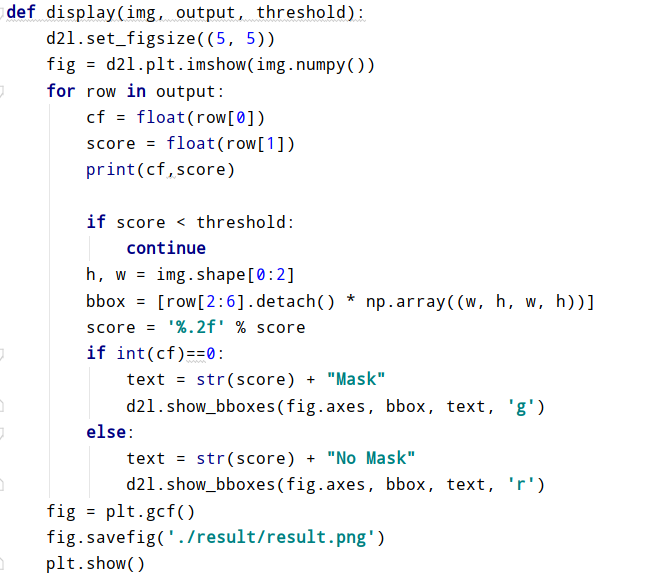 def display(img, output, threshold):
    d2l.set_figsize((5, 5))
    fig = d2l.plt.imshow(img.numpy())
    for row in output:
        cf = float(row[0])
        score = float(row[1])
        print(cf,score)

        if score < threshold:
            continue
        h, w = img.shape[0:2]
        bbox = [row[2:6].detach() * np.array((w, h, w, h))]
        score = '%.2f' % score
        if int(cf)==0:
            text = str(score) + "Mask"
            d2l.show_bboxes(fig.axes, bbox, text, 'g')
        else:
            text = str(score) + "No Mask"
            d2l.show_bboxes(fig.axes, bbox, text, 'r')
    fig = plt.gcf()
    fig.savefig('./result/result.png')
    plt.show()